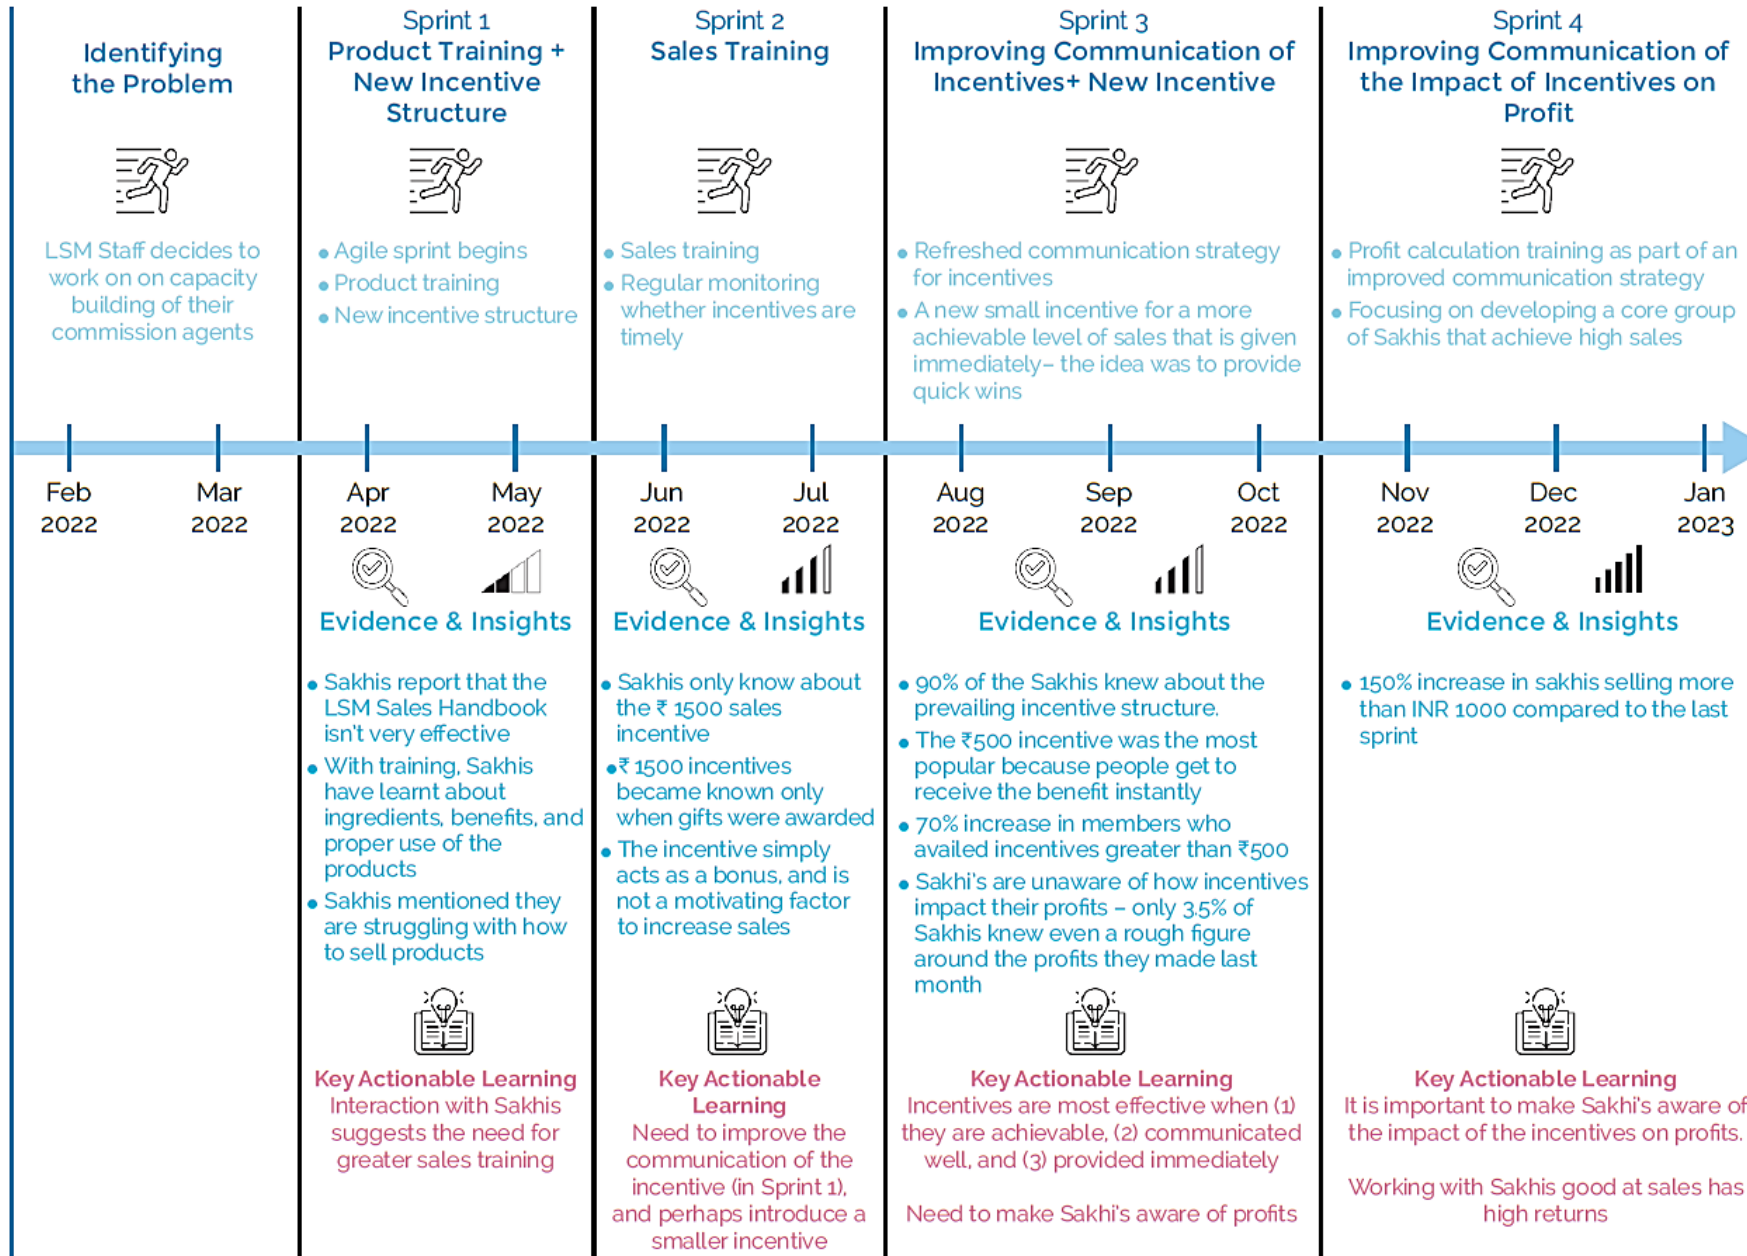 Identifying
the Problem
LSM Staff decides to
work on on capacity
building of their
commission agents
Sprint 1
Product Training +
New Incentive
Structure
• Agile sprint begins
• Product training
• New incentive structure
Sprint 2
Sales Training
• Sales training
• Regular monitoring
whether incentives are
timely
Sprint 3
Improving Communication of
Incentives+ New Incentive
• Refreshed communication strategy
for incentives
• A new small incentive for a more
achievable level of sales that is given
immediately– the idea was to provide
quick wins
Sprint 4
Improving Communication of
the Impact of Incentives on
Profit
• Profit calculation training as part of an
improved communication strategy
• Focusing on developing a core group
of Sakhis that achieve high sales
Feb
2022
Mar
2022
Apr
2022
May
2022
Jun
2022
Jul
2022
Aug
2022
Sep
2022
Oct
2022
Nov
2022
Dec
2022
Jan
2023
Evidence & Insights
• Sakhis report that the
LSM Sales Handbook
isn't very effective
• With training, Sakhis
have learnt about
ingredients, benefits, and
proper use of the
products
• Sakhis mentioned they
are struggling with how
to sell products
Key Actionable Learning
Interaction with Sakhis
suggests the need for
greater sales training
Evidence & Insights
• Sakhis only know about
the ₹ 1500 sales
incentive
• ₹ 1500 incentives
became known only
when gifts were awarded
• The incentive simply
acts as a bonus, and is
not a motivating factor
to increase sales
Key Actionable
Learning
Need to improve the
communication of the
incentive (in Sprint 1),
and perhaps introduce a
smaller incentive
Evidence & Insights
• 90% of the Sakhis knew about the
prevailing incentive structure.
• The ₹500 incentive was the most
popular because people get to
receive the benefit instantly
• 70% increase in members who
availed incentives greater than ₹500
• Sakhi's are unaware of how incentives
impact their profits – only 3.5% of
Sakhis knew even a rough figure
around the profits they made last
month
Key Actionable Learning
Incentives are most effective when (1)
they are achievable, (2) communicated
well, and (3) provided immediately
Need to make Sakhi's aware of profits
Evidence & Insights
• 150% increase in sakhis selling more
than INR 1000 compared to the last
sprint
Key Actionable Learning
It is important to make Sakhi's aware of
the impact of the incentives on profits.
Working with Sakhis good at sales has
high returns